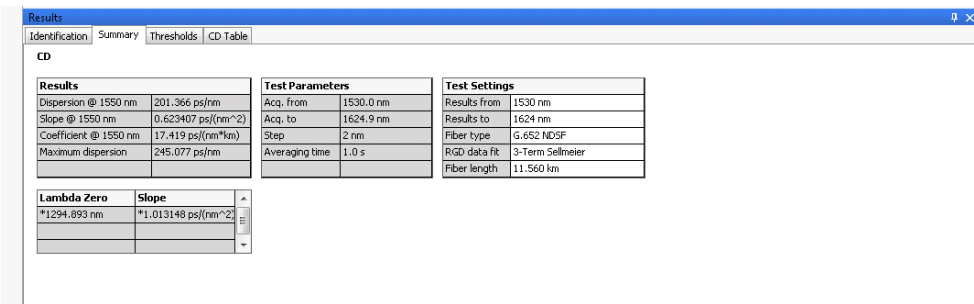 Results
Identification Summary Thresholds CD Table
CD
Results
Dispersion @ 1550 nm 201.366 ps/nm
Slope @ 1550 nm 0.623407 ps/(nm^2)
Coefficient @ 1550 nm 17.419 ps/(nm*km)
Maximum dispersion 245.077 ps/nm
Test Parameters
Acq. from 1530.0 nm
Acq. to 1624.9 nm
Step 2 nm
Averaging time 1.0 s
Test Settings
Results from 1530 nm
Results to 1624 nm
Fiber type G.652 NDSF
RGD data fit 3-Term Sellmeier
Fiber length 11.560 km
Lambda Zero Slope
*1294.893 nm *1.013148 ps/(nm^2)